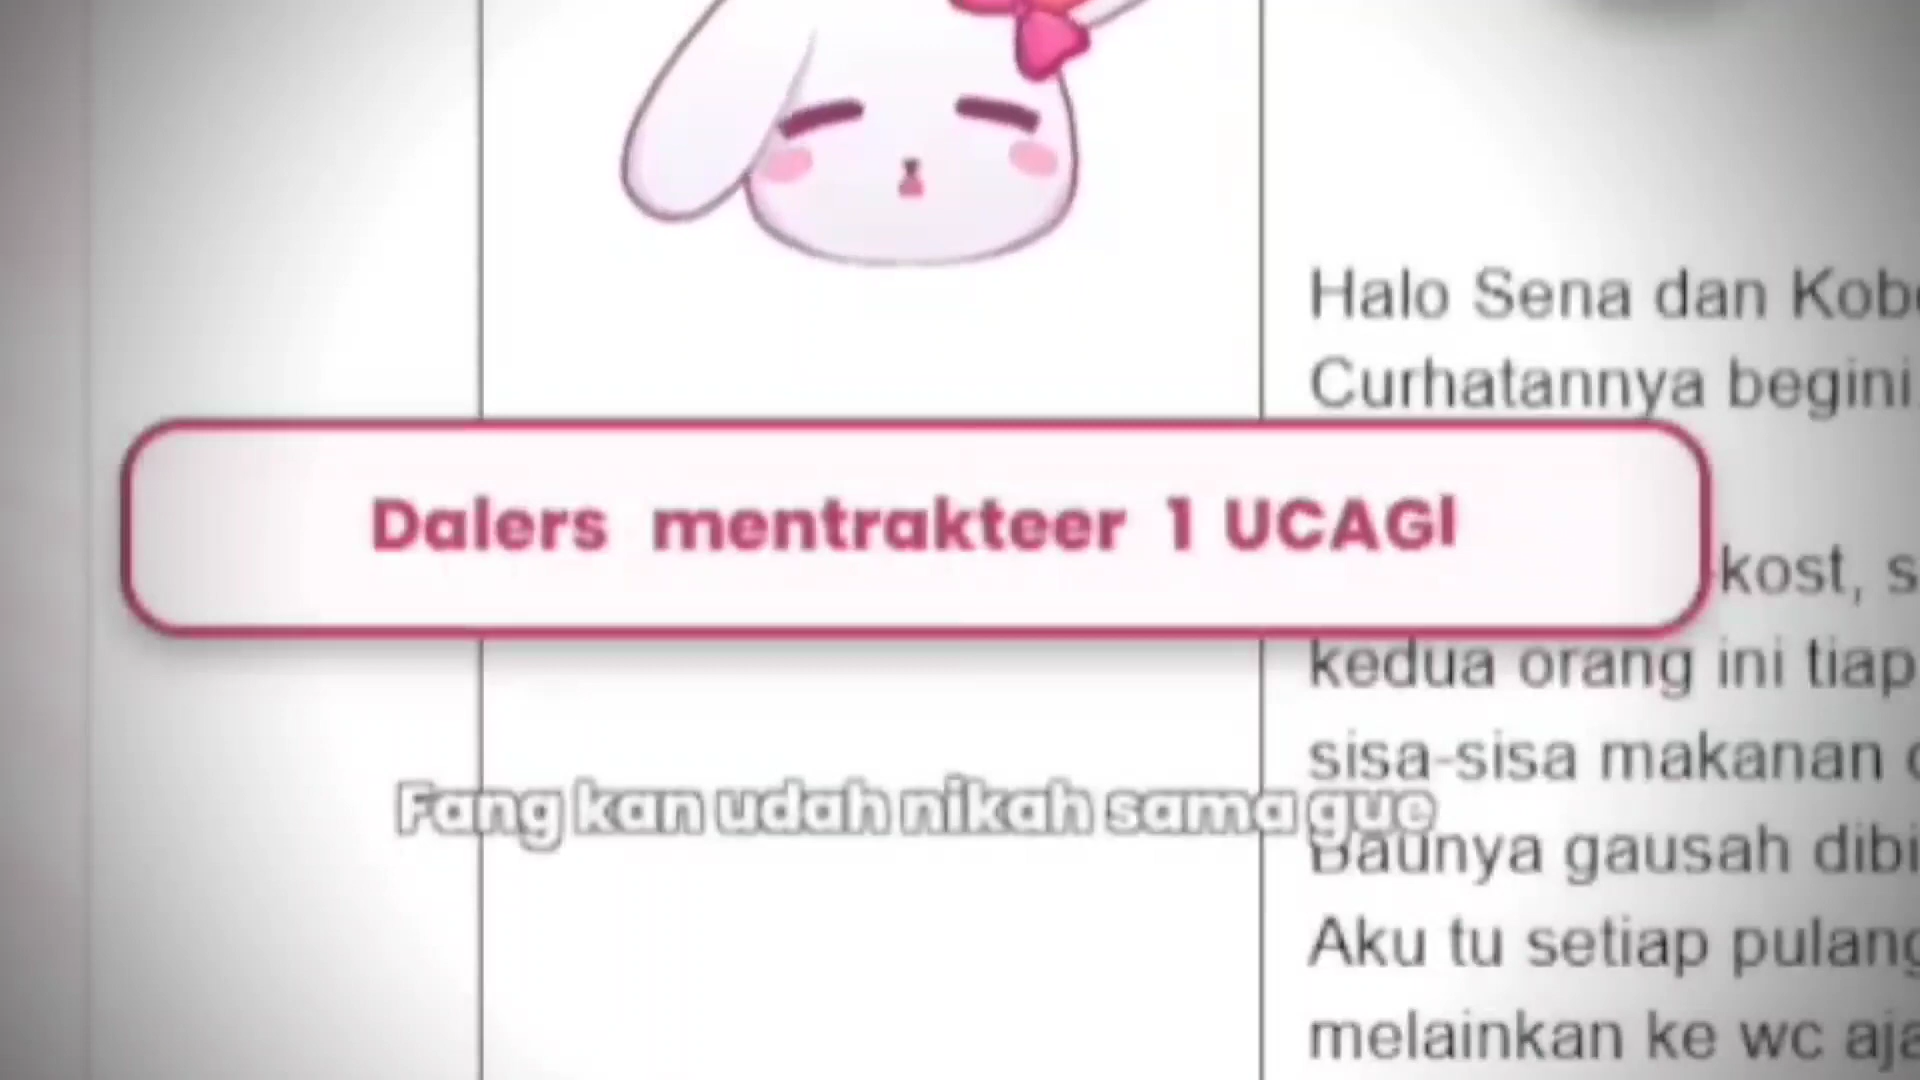 Halo Sena dan Kob
Curhatannya begini
Dalers mentrakteer 1 UCAGI
kost, s
kedua orang ini tiap
sisa-sisa makanan
Fang kan udah nikah sama gue
Baunya gausah dibi
Aku tu setiap pulang
melainkan ke wc aja